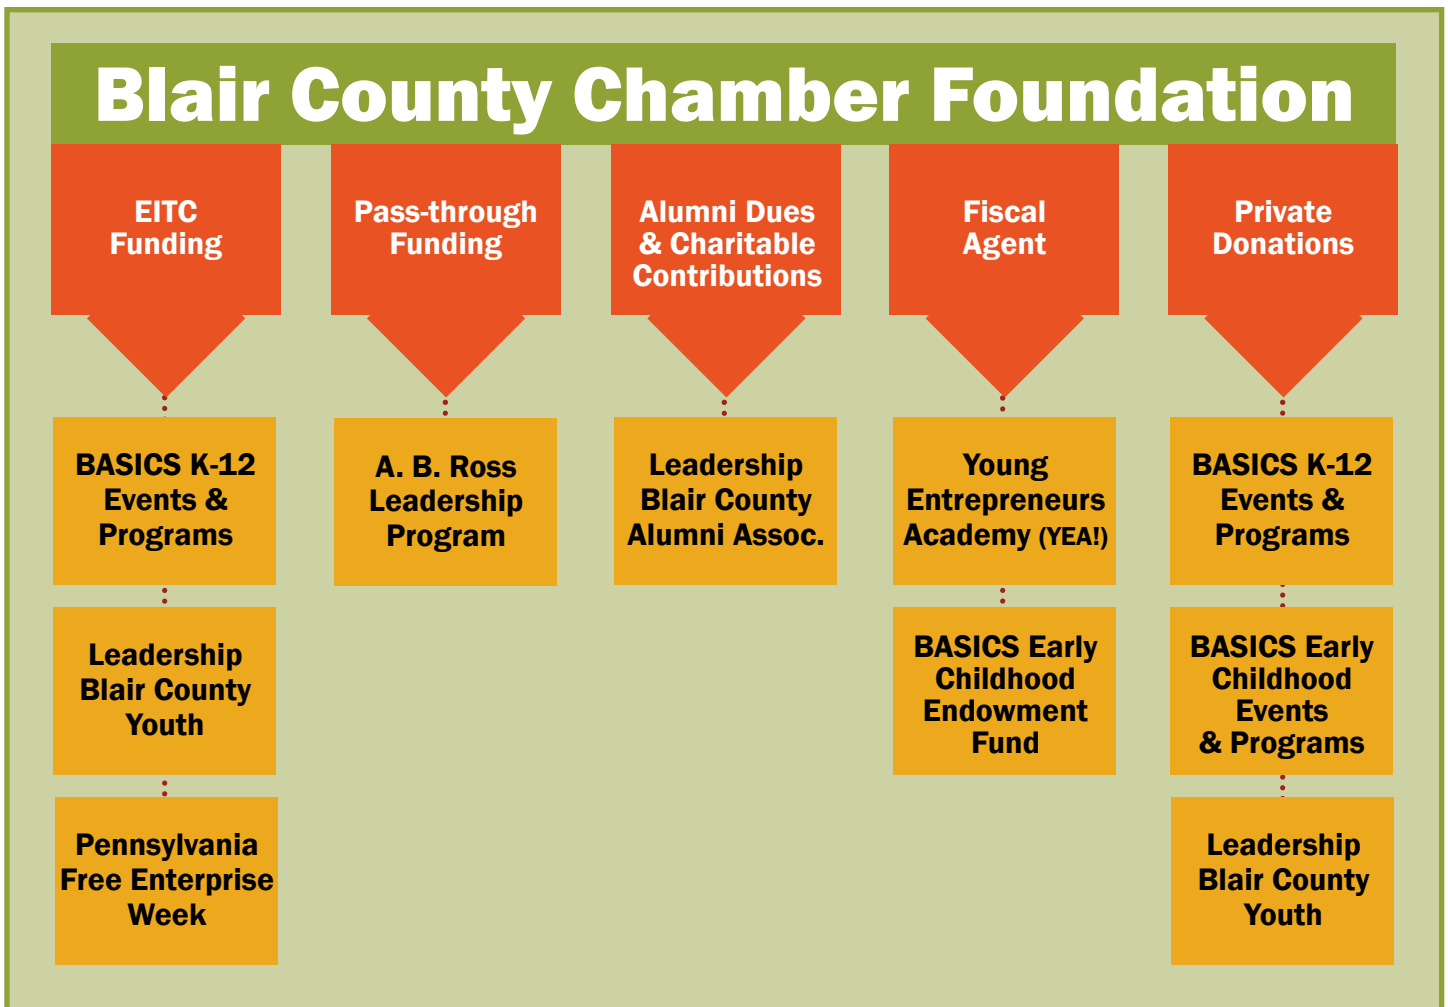 Blair County Chamber Foundation
EITC
Funding
Pass-through
Funding
Alumni Dues
& Charitable
Contributions
Fiscal
Agent
Private
Donations
BASICS K-12
Events &
Programs
A. B. Ross
Leadership
Program
Leadership
Blair County
Alumni Assoc.
Young
Entrepreneurs
Academy (YEA!)
BASICS K-12
Events &
Programs
Leadership
Blair County
Youth
BASICS Early
Childhood
Endowment
Fund
BASICS Early
Childhood
Events
& Programs
Pennsylvania
Free Enterprise
Week
Leadership
Blair County
Youth